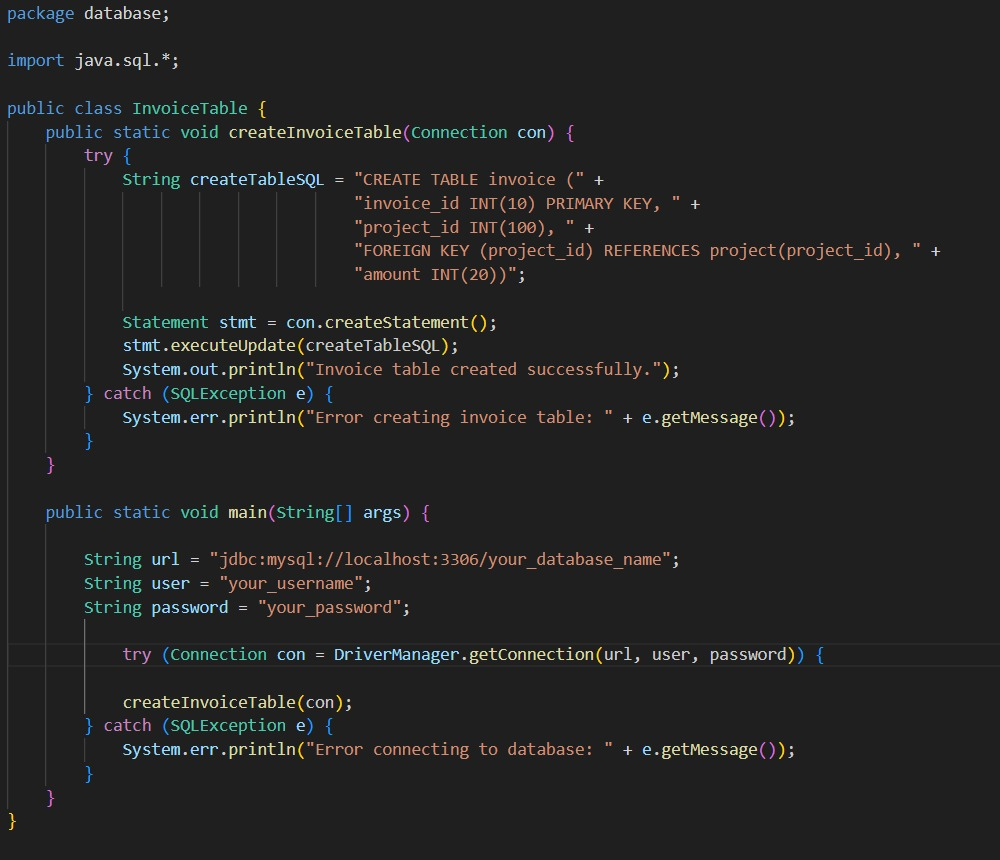 package database;
import java.sql.*;
public class InvoiceTable {
public static void createInvoiceTable(Connection con) {
try {
String createTableSQL = "CREATE TABLE invoice (" +
"invoice_id INT(10) PRIMARY KEY, " +
"project_id INT(100), " +
"FOREIGN KEY (project_id) REFERENCES project(project_id), " +
"amount INT(20))";
Statement stmt = con.createStatement();
stmt.executeUpdate(createTableSQL);
System.out.println("Invoice table created successfully.");
} catch (SQLException e) {
System.err.println("Error creating invoice table: " + e.getMessage());
}
}
public static void main(String[] args) {
String url = "jdbc:mysql://localhost:3306/your_database_name";
String user = "your_username";
String password = "your_password";
try (Connection con = DriverManager.getConnection(url, user, password)) {
createInvoiceTable(con);
} catch (SQLException e) {
System.err.println("Error connecting to database: " + e.getMessage());
}
}
}